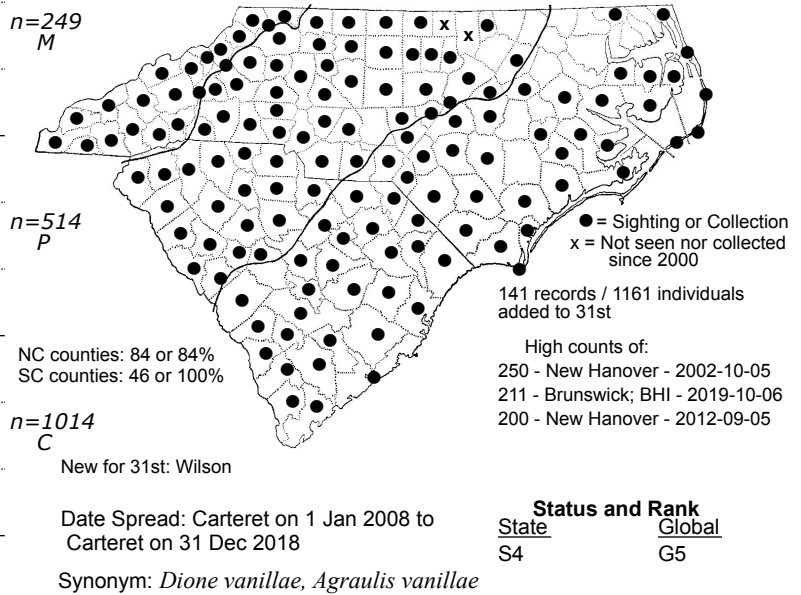 n=249
M
x
x
n=514
P
● = Sighting or Collection
x = Not seen nor collected
since 2000
141 records / 1161 individuals
added to 31st
NC counties: 84 or 84%
SC counties: 46 or 100%
High counts of:
250 - New Hanover - 2002-10-05
211 - Brunswick; BHI - 2019-10-06
200 - New Hanover - 2012-09-05
n=1014
C
New for 31st: Wilson
Date Spread: Carteret on 1 Jan 2008 to
Carteret on 31 Dec 2018
Synonym: Dione vanillae, Agraulis vanillae
Status and Rank
State Global
S4 G5